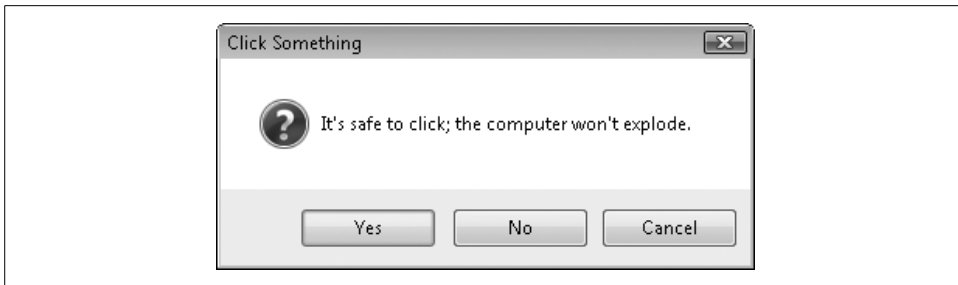 Click Something
It's safe to click; the computer won't explode.
Yes No Cancel